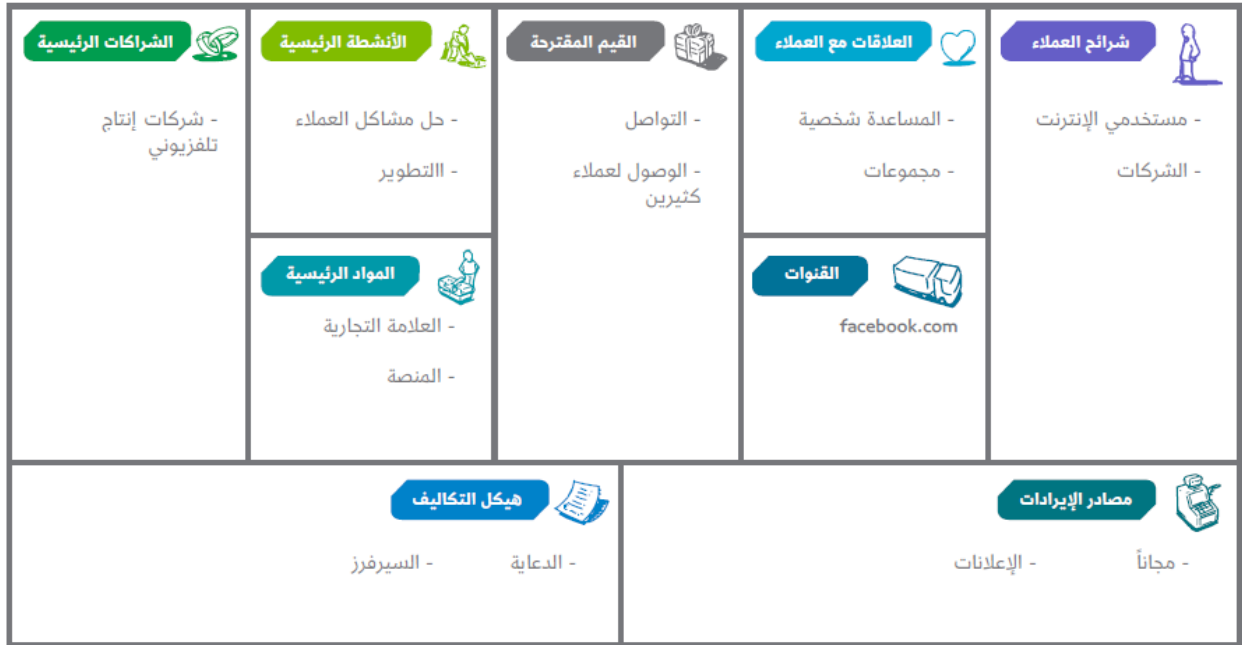 شرائح العملاء
- مستخدمي الإنترنت
- الشركات
العلاقات مع العملاء
- المساعدة شخصية
- مجموعات
القنوات
facebook.com
القيم المقترحة
- التواصل
- الوصول لعملاء
كثيرين
الأنشطة الرئيسية
- حل مشاكل العملاء
- االتطوير
المواد الرئيسية
- العلامة التجارية
- المنصة
الشراكات الرئيسية
- شركات إنتاج
تلفزيوني
مصادر الإيرادات
- مجاناً - الإعلانات
هيكل التكاليف
- الدعاية - السيرفرز